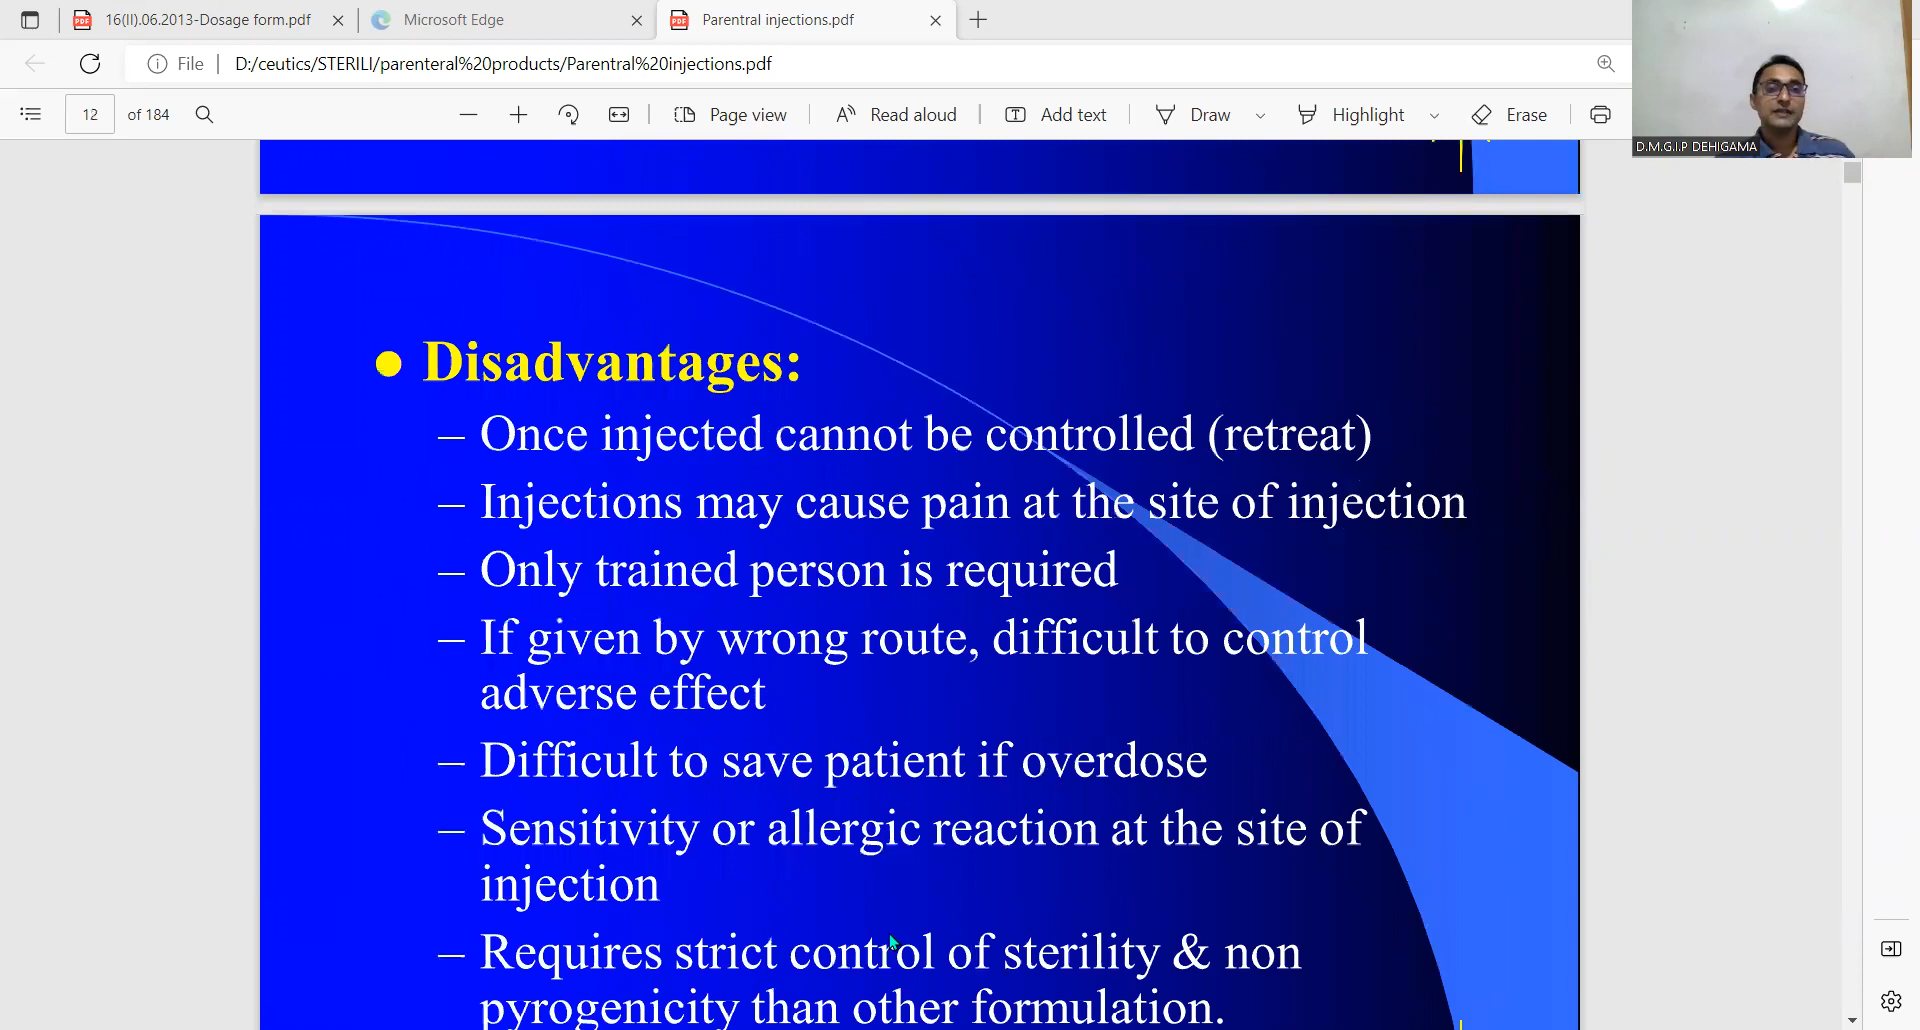 16(II).06.2013-Dosage form.pdf
Microsoft Edge
Parentral injections.pdf
File
D:/ceutics/STERILI/parenteral%20products/Parentral%20injections.pdf
12 of 184
Page view
Read aloud
Add text
Draw
Highlight
Erase
D.M.G.I.P DEHIGAMA
● Disadvantages:
– Once injected cannot be controlled (retreat)
– Injections may cause pain at the site of injection
– Only trained person is required
– If given by wrong route, difficult to control
adverse effect
– Difficult to save patient if overdose
– Sensitivity or allergic reaction at the site of
injection
– Requires strict control of sterility & non
pyrogenicity than other formulation.